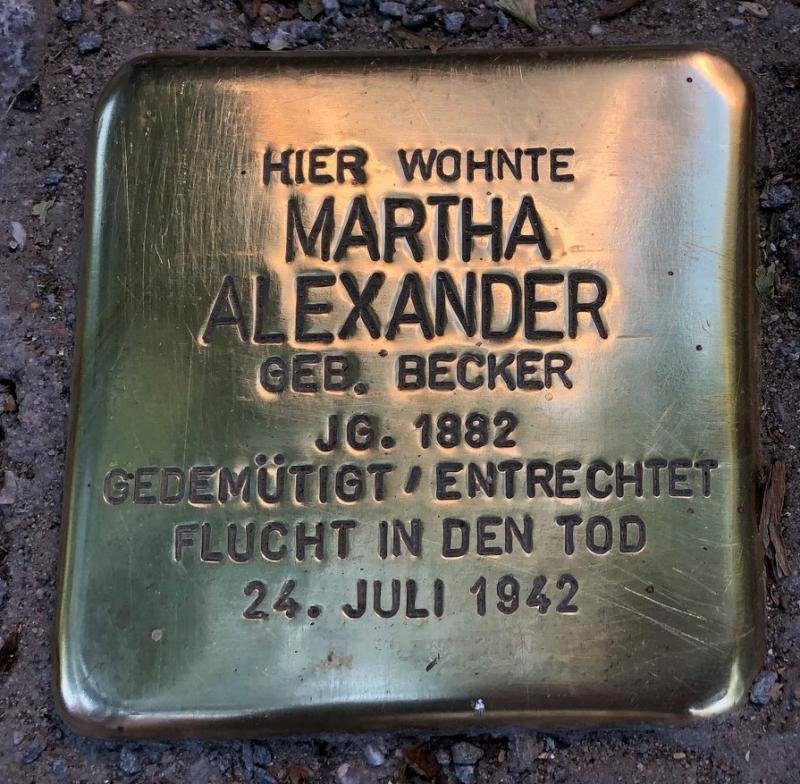 HIER WOHNTE
MARTHA
ALEXANDER
GEB. BECKER
JG. 1882
GEDEMÜTIGT / ENTRECHTET
FLUCHT IN DEN TOD
24. JULI 1942